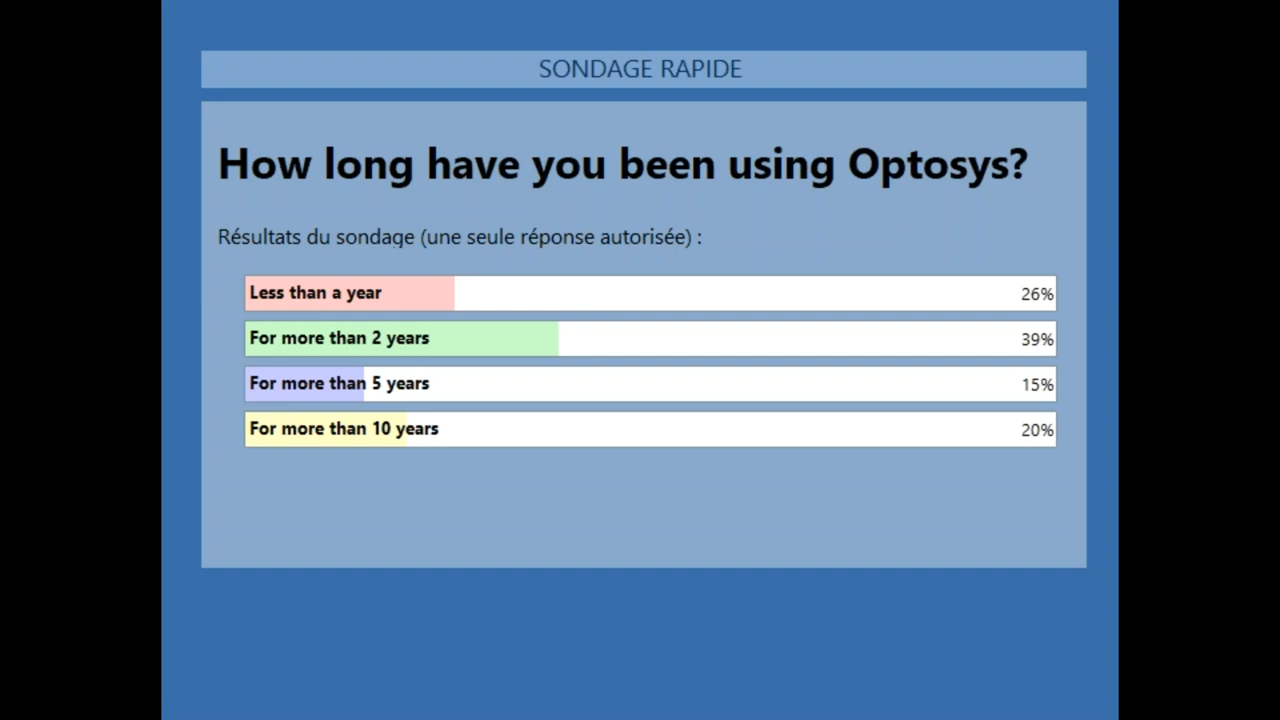 SONDAGE RAPIDE
How long have you been using Optosys?
Résultats du sondage (une seule réponse autorisée) :
Less than a year 26%
For more than 2 years 39%
For more than 5 years 15%
For more than 10 years 20%